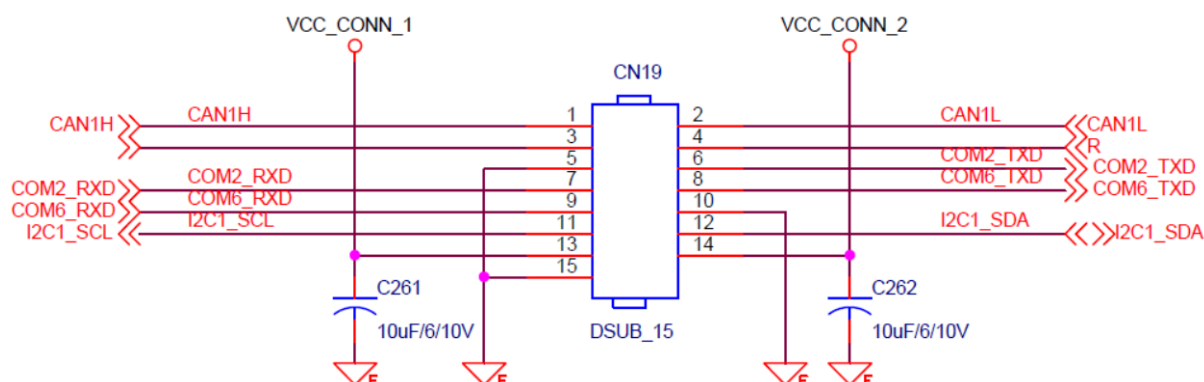 VCC_CONN_1 VCC_CONN_2
CN19
CAN1H CAN1H 1 2 CAN1L CAN1L
3 4 R
5 6 COM2_TXD COM2_TXD
COM2_RXD COM2_RXD 7 8 COM6_TXD COM6_TXD
COM6_RXD COM6_RXD 9 10
I2C1_SCL I2C1_SCL 11 12 I2C1_SDA I2C1_SDA
13 14
15
C261 C262
10uF/6/10V DSUB_15 10uF/6/10V